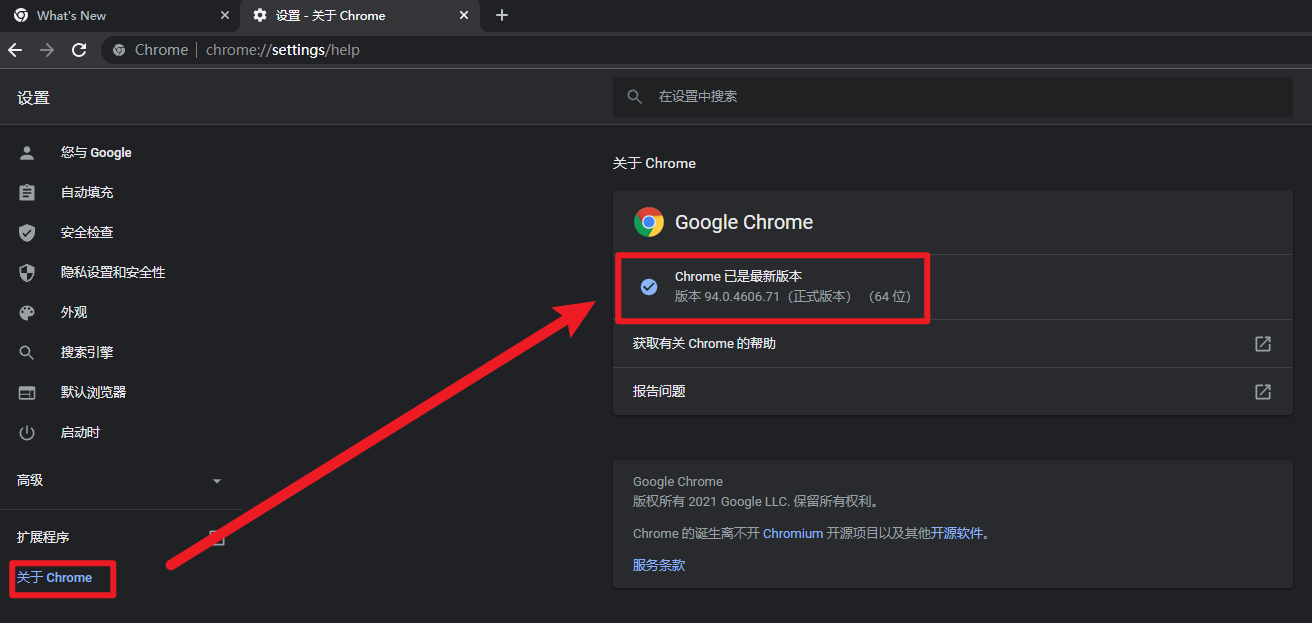 What's New
设置 - 关于 Chrome
Chrome
chrome://settings/help
设置
在设置中搜索
您与 Google
自动填充
安全检查
隐私设置和安全性
外观
搜索引擎
默认浏览器
启动时
高级
扩展程序
关于 Chrome
关于 Chrome
Google Chrome
Chrome 已是最新版本
版本 94.0.4606.71（正式版本） （64 位）
获取有关 Chrome 的帮助
报告问题
Google Chrome
版权所有 2021 Google LLC. 保留所有权利。
Chrome 的诞生离不开 Chromium 开源项目以及其他开源软件。
服务条款